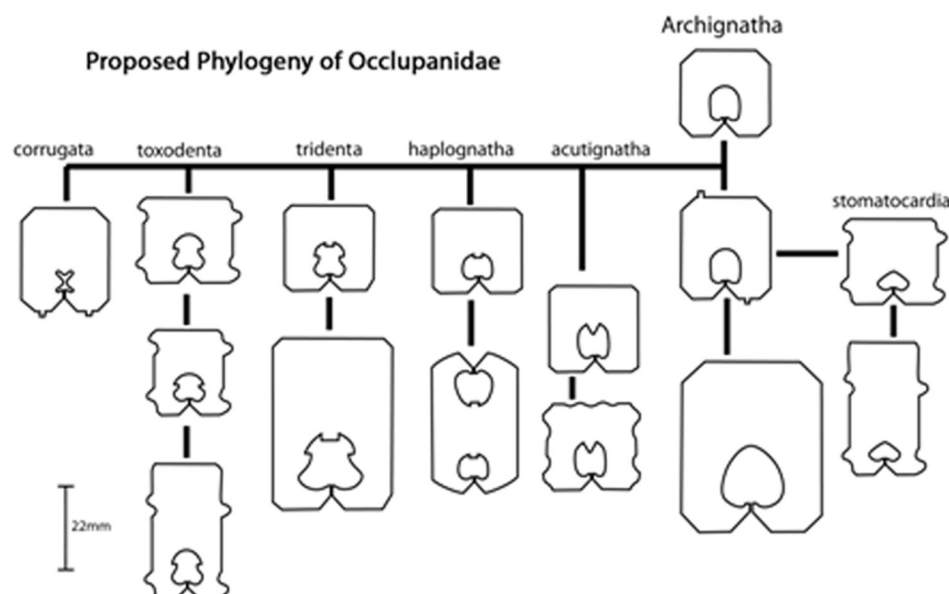 Archignatha
Proposed Phylogeny of Occlupanidae
corrugata
toxodenta
tridenta
haplognatha
acutignatha
stomatocardia
22mm